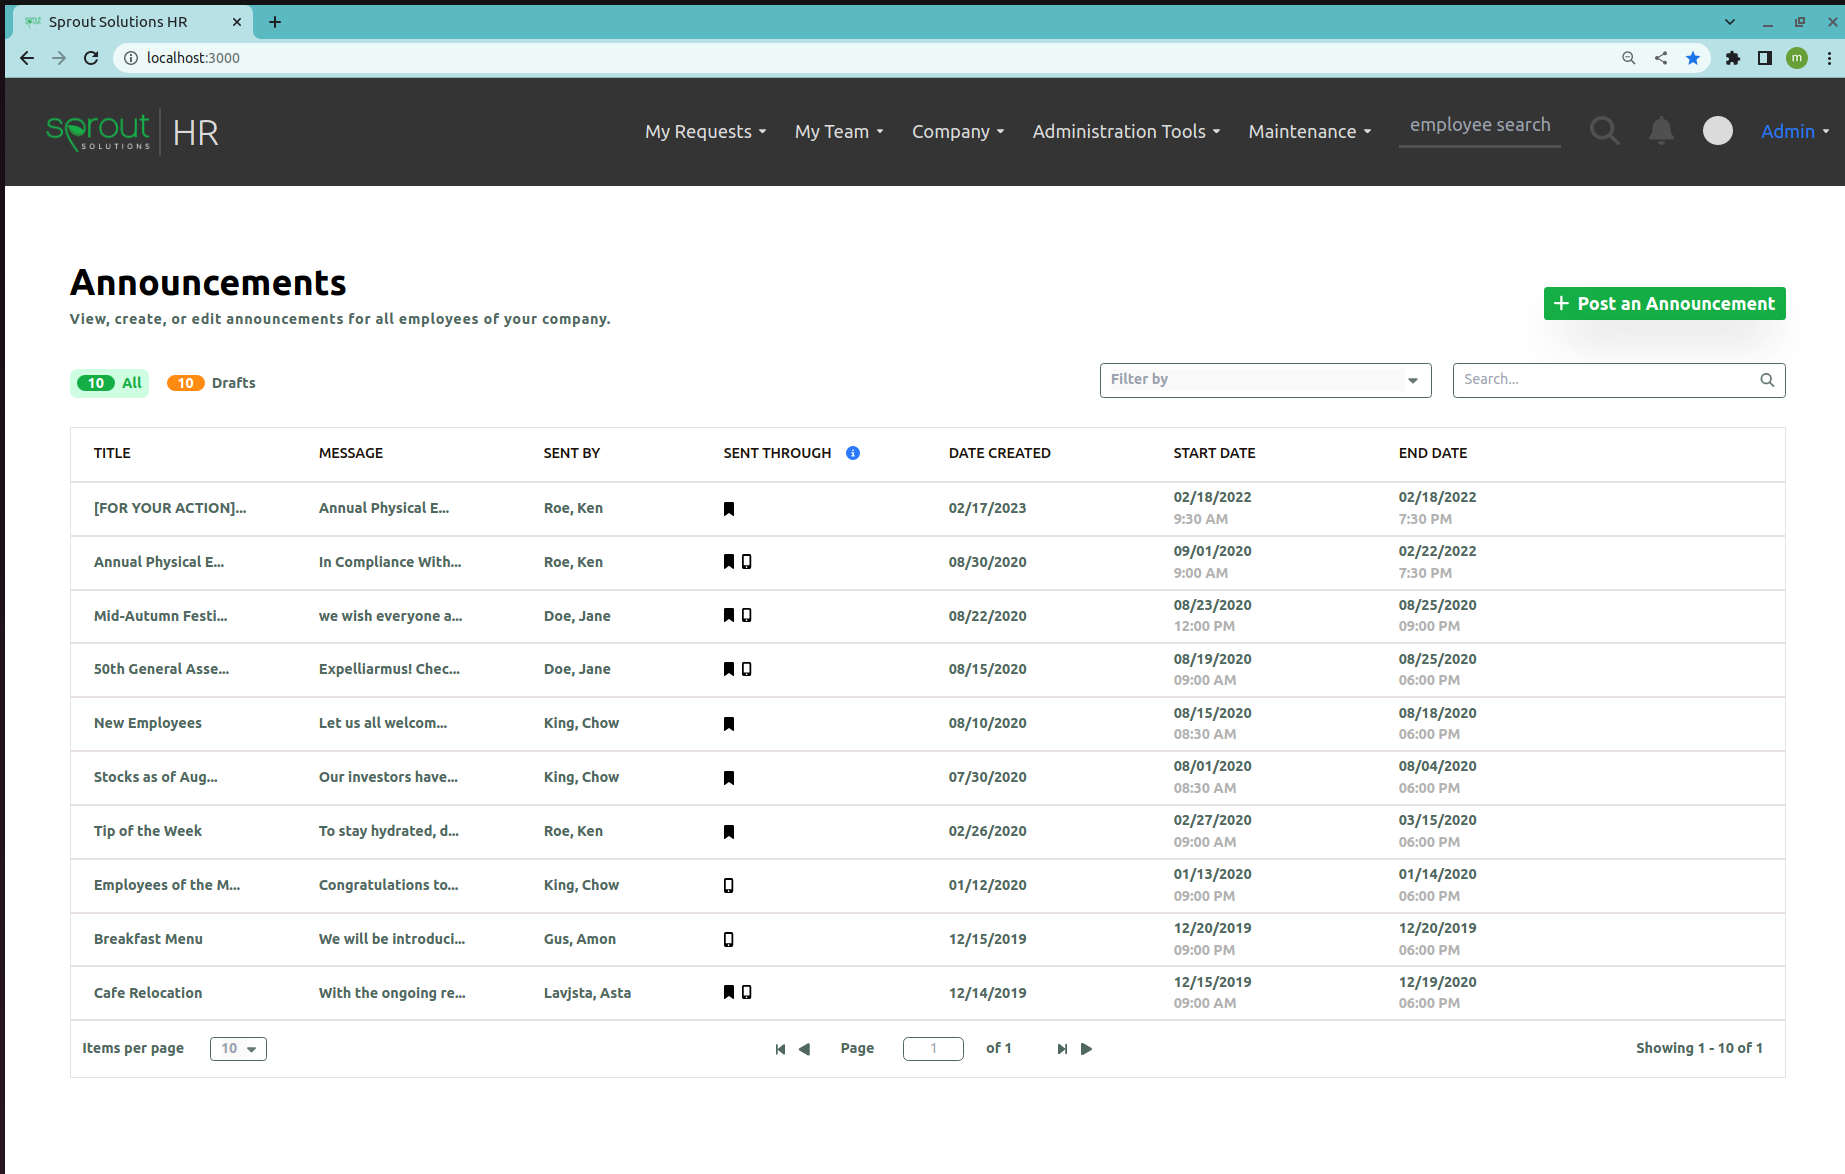 Sprout Solutions HR
localhost:3000
m
sprout SOLUTIONS HR
My Requests My Team Company Administration Tools Maintenance employee search Admin
Announcements
View, create, or edit announcements for all employees of your company.
+ Post an Announcement
10 All 10 Drafts Filter by Search...
TITLE MESSAGE SENT BY SENT THROUGH i DATE CREATED START DATE END DATE
[FOR YOUR ACTION]... Annual Physical E... Roe, Ken 02/17/2023 02/18/2022 02/18/2022
9:30 AM 7:30 PM
Annual Physical E... In Compliance With... Roe, Ken 08/30/2020 09/01/2020 02/22/2022
9:00 AM 7:30 PM
Mid-Autumn Festi... we wish everyone a... Doe, Jane 08/22/2020 08/23/2020 08/25/2020
12:00 PM 09:00 PM
50th General Asse... Expelliarmus! Chec... Doe, Jane 08/15/2020 08/19/2020 08/25/2020
09:00 AM 06:00 PM
New Employees Let us all welcom... King, Chow 08/10/2020 08/15/2020 08/18/2020
08:30 AM 06:00 PM
Stocks as of Aug... Our investors have... King, Chow 07/30/2020 08/01/2020 08/04/2020
08:30 AM 06:00 PM
Tip of the Week To stay hydrated, d... Roe, Ken 02/26/2020 02/27/2020 03/15/2020
09:00 AM 06:00 PM
Employees of the M... Congratulations to... King, Chow 01/12/2020 01/13/2020 01/14/2020
09:00 PM 06:00 PM
Breakfast Menu We will be introduci... Gus, Amon 12/15/2019 12/20/2019 12/20/2019
09:00 PM 06:00 PM
Cafe Relocation With the ongoing re... Lavjsta, Asta 12/14/2019 12/15/2019 12/19/2020
09:00 AM 06:00 PM
Items per page 10 Page 1 of 1 Showing 1 - 10 of 1